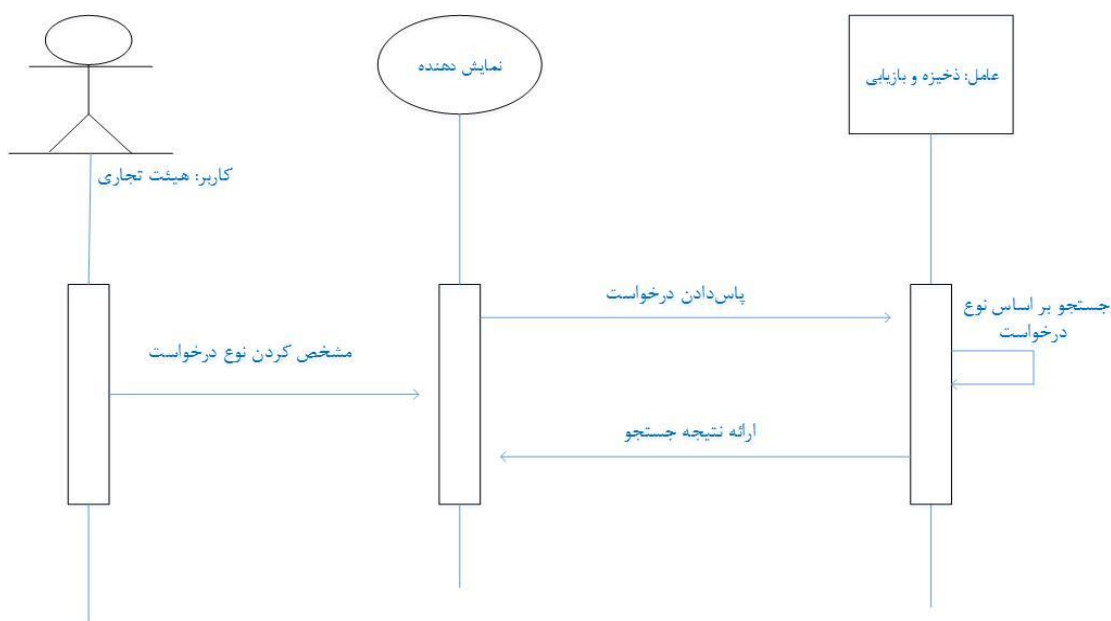 نمایش دهنده
عامل: ذخیزه و بازیابی
کاربر: هیئت تجاری
پاس‌دادن درخواست
جستجو بر اساس نوع
درخواست
مشخص کردن نوع درخواست
ارائه نتیجه جستجو